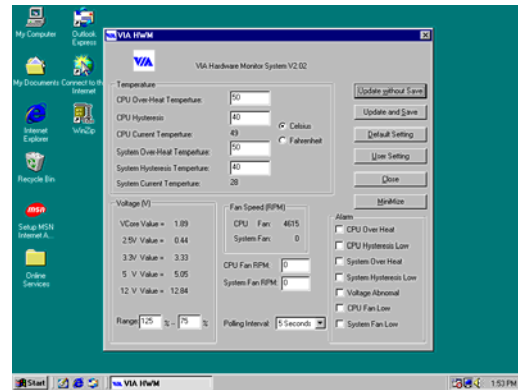 My Computer
Outlook
Express
My Documents
Connect to th
Internet
Internet
Explorer
WinZip
Recycle Bin
msn
Setup MSN
Internet A...
Online
Services
VIA HWM
VIA
VIA Hardware Monitor System V2.02
Temperature
CPU Over-Heat Temperture: 50
CPU Hysteresis 40
CPU Current Temperture: 49
System Over-Heat Temperture: 50
System Hysteresis Temperture: 40
System Current Temperture: 28
Celsius
Fahrenheit
Update without Save
Update and Save
Default Setting
User Setting
Close
MiniMize
Voltage (V)
VCore Value = 1.89
2.5V Value = 0.44
3.3V Value = 3.33
5 V Value = 5.05
12 V Value = 12.84
Range: 125 % -- 75 %
Fan Speed (RPM)
CPU Fan: 4615
System Fan: 0
CPU Fan RPM: 0
System Fan RPM: 0
Polling Interval: 5 Seconds
Alarm
CPU Over Heat
CPU Hysteresis Low
System Over Heat
System Hysteresis Low
Voltage Abnomal
CPU Fan Low
System Fan Low
Start
VIA HWM
1:53 PM